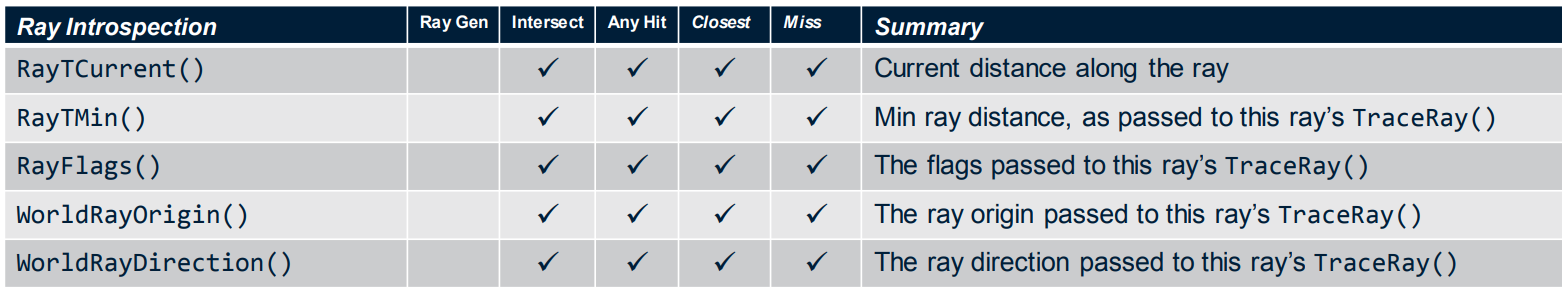 Ray Introspection Ray Gen Intersect Any Hit Closest Miss Summary
RayTCurrent() ✓ ✓ ✓ ✓ Current distance along the ray
RayTMin() ✓ ✓ ✓ ✓ Min ray distance, as passed to this ray’s TraceRay()
RayFlags() ✓ ✓ ✓ ✓ The flags passed to this ray’s TraceRay()
WorldRayOrigin() ✓ ✓ ✓ ✓ The ray origin passed to this ray’s TraceRay()
WorldRayDirection() ✓ ✓ ✓ ✓ The ray direction passed to this ray’s TraceRay()